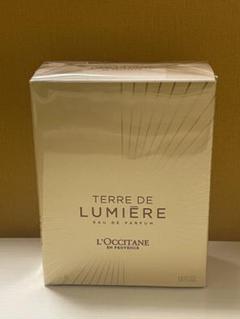 TERRE DE
LUMIÈRE
EAU DE PARFUM
L'OCCITANE
EN PROVENCE